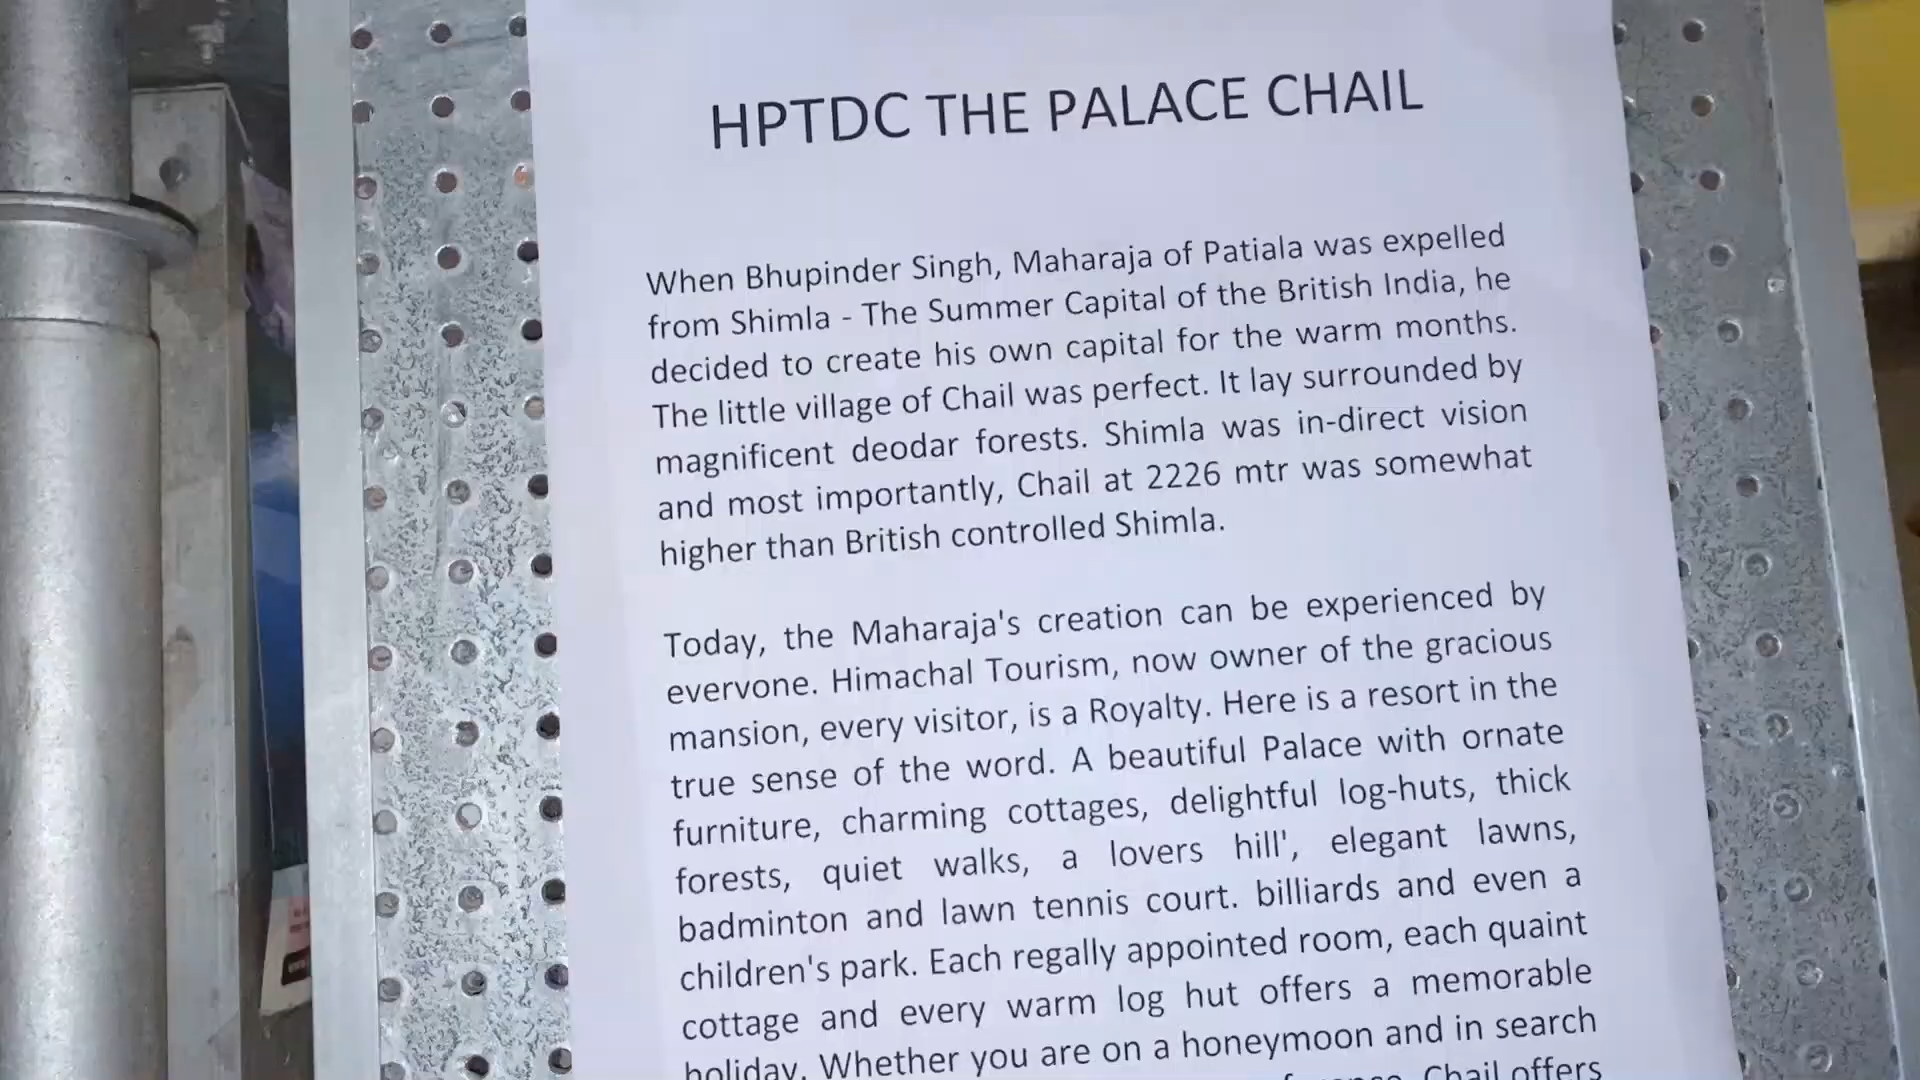 HPTDC THE PALACE CHAIL
When Bhupinder Singh, Maharaja of Patiala was expelled
from Shimla - The Summer Capital of the British India, he
decided to create his own capital for the warm months.
The little village of Chail was perfect. It lay surrounded by
magnificent deodar forests. Shimla was in-direct vision
and most importantly, Chail at 2226 mtr was somewhat
higher than British controlled Shimla.
Today, the Maharaja's creation can be experienced by
evervone. Himachal Tourism, now owner of the gracious
mansion, every visitor, is a Royalty. Here is a resort in the
true sense of the word. A beautiful Palace with ornate
furniture, charming cottages, delightful log-huts, thick
forests, quiet walks, a lovers hill', elegant lawns,
badminton and lawn tennis court. billiards and even a
children's park. Each regally appointed room, each quaint
cottage and every warm log hut offers a memorable
holiday. Whether you are on a honeymoon and in search
Chail offers